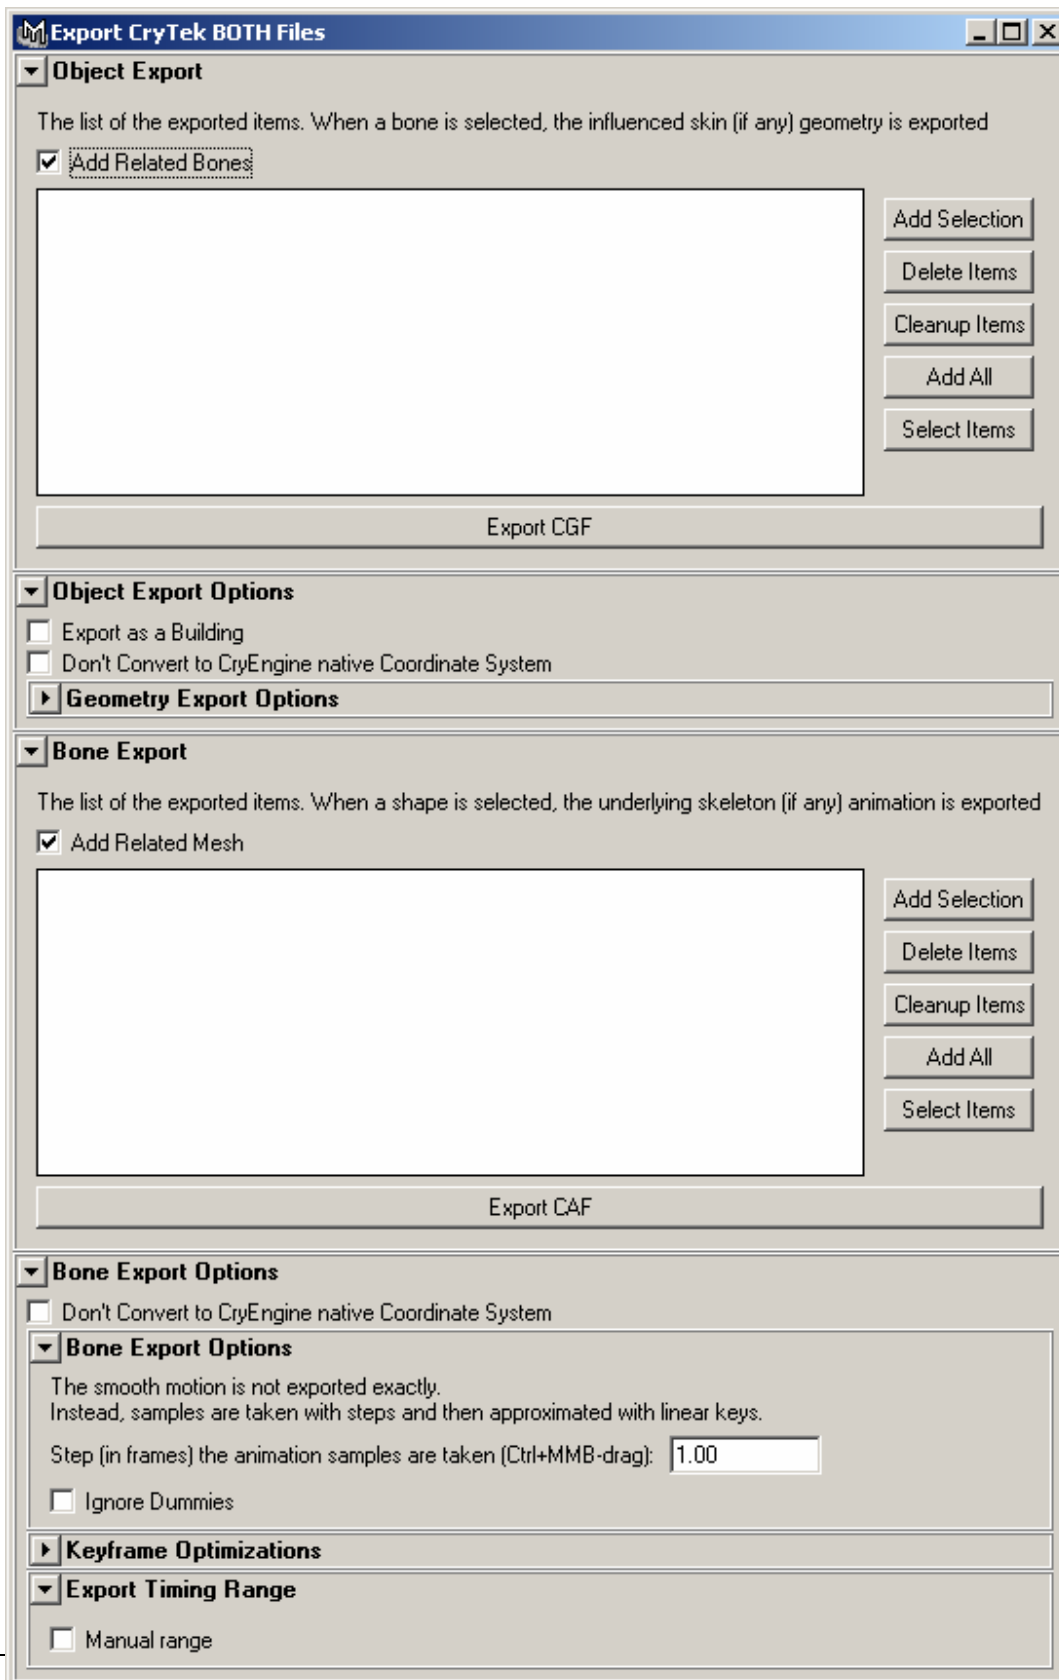 Export CryTek BOTH Files
Object Export
The list of the exported items. When a bone is selected, the influenced skin (if any) geometry is exported
Add Related Bones
Add Selection
Delete Items
Cleanup Items
Add All
Select Items
Export CGF
Object Export Options
Export as a Building
Don't Convert to CryEngine native Coordinate System
Geometry Export Options
Bone Export
The list of the exported items. When a shape is selected, the underlying skeleton (if any) animation is exported
Add Related Mesh
Add Selection
Delete Items
Cleanup Items
Add All
Select Items
Export CAF
Bone Export Options
Don't Convert to CryEngine native Coordinate System
Bone Export Options
The smooth motion is not exported exactly.
Instead, samples are taken with steps and then approximated with linear keys.
Step (in frames) the animation samples are taken (Ctrl+MMB-drag): 1.00
Ignore Dummies
Keyframe Optimizations
Export Timing Range
Manual range